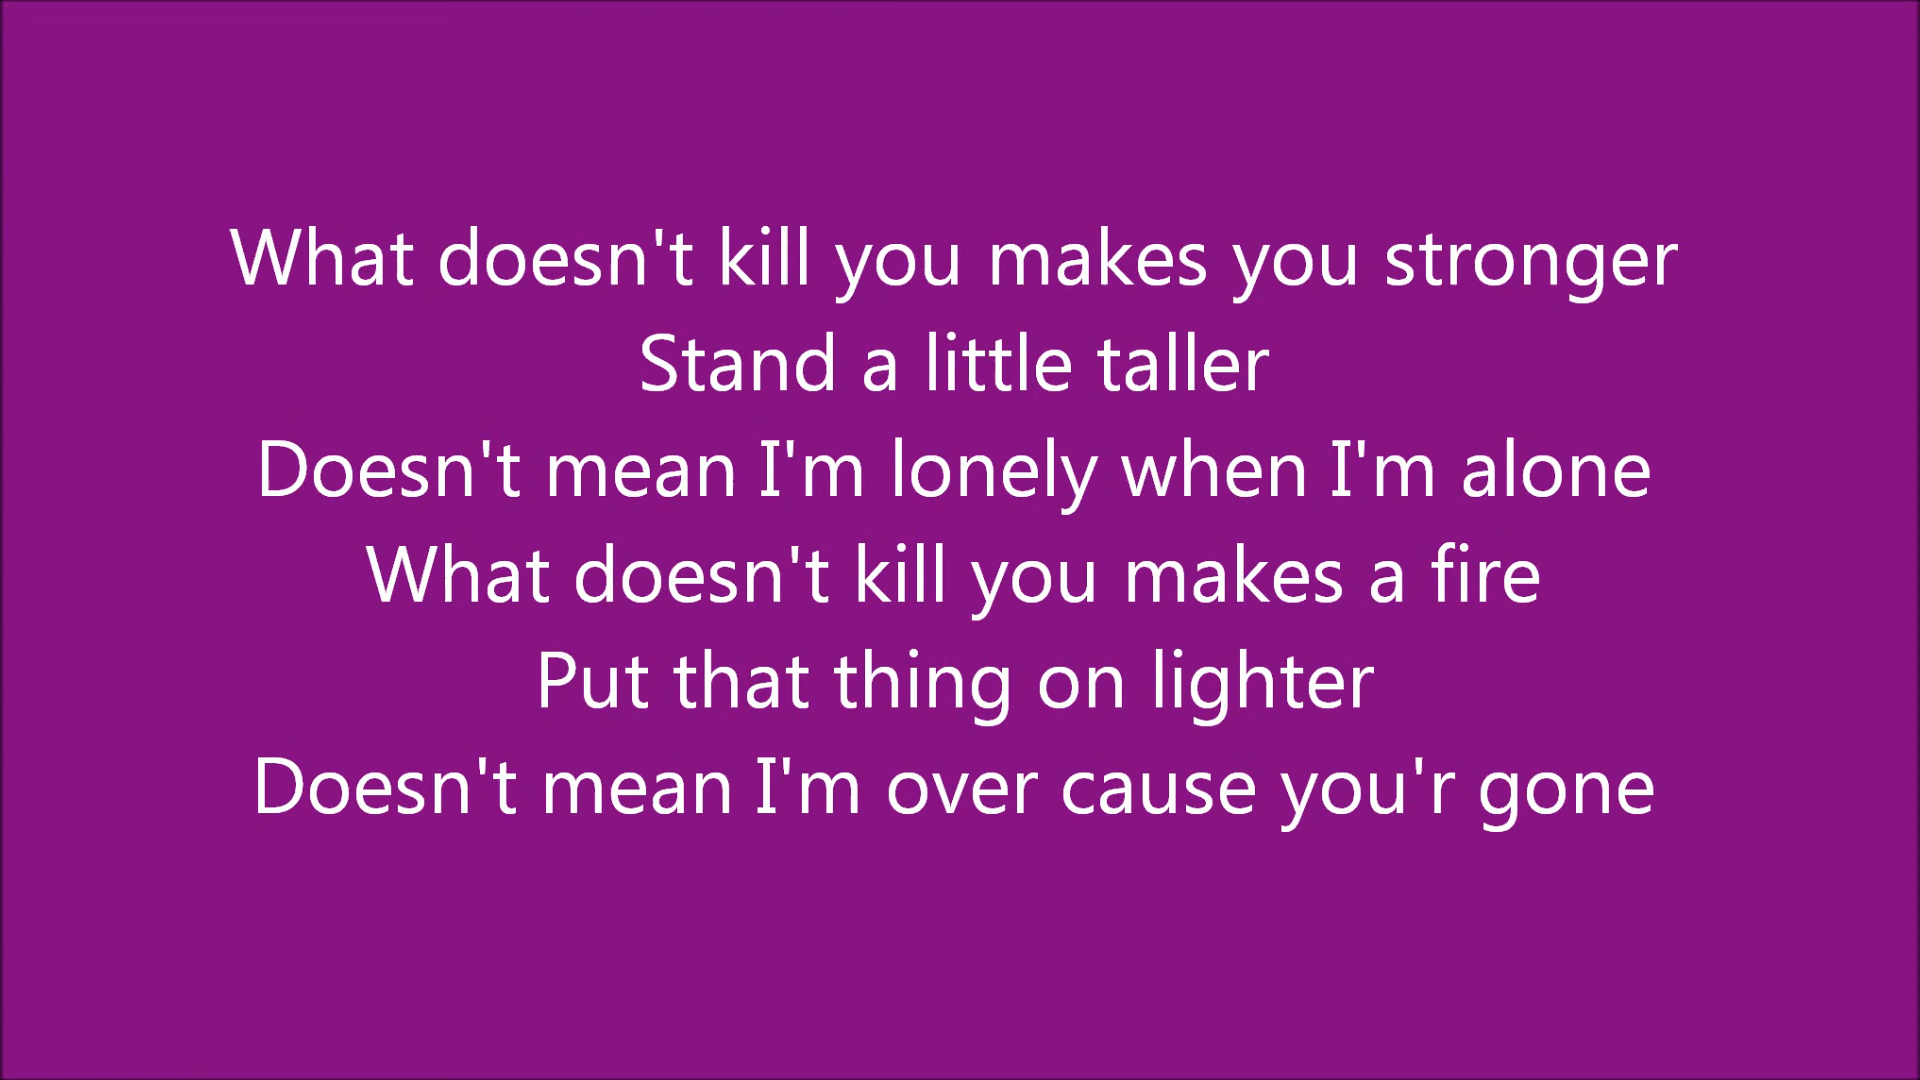 What doesn't kill you makes you stronger
Stand a little taller
Doesn't mean I'm lonely when I'm alone
What doesn't kill you makes a fire
Put that thing on lighter
Doesn't mean I'm over cause you'r gone